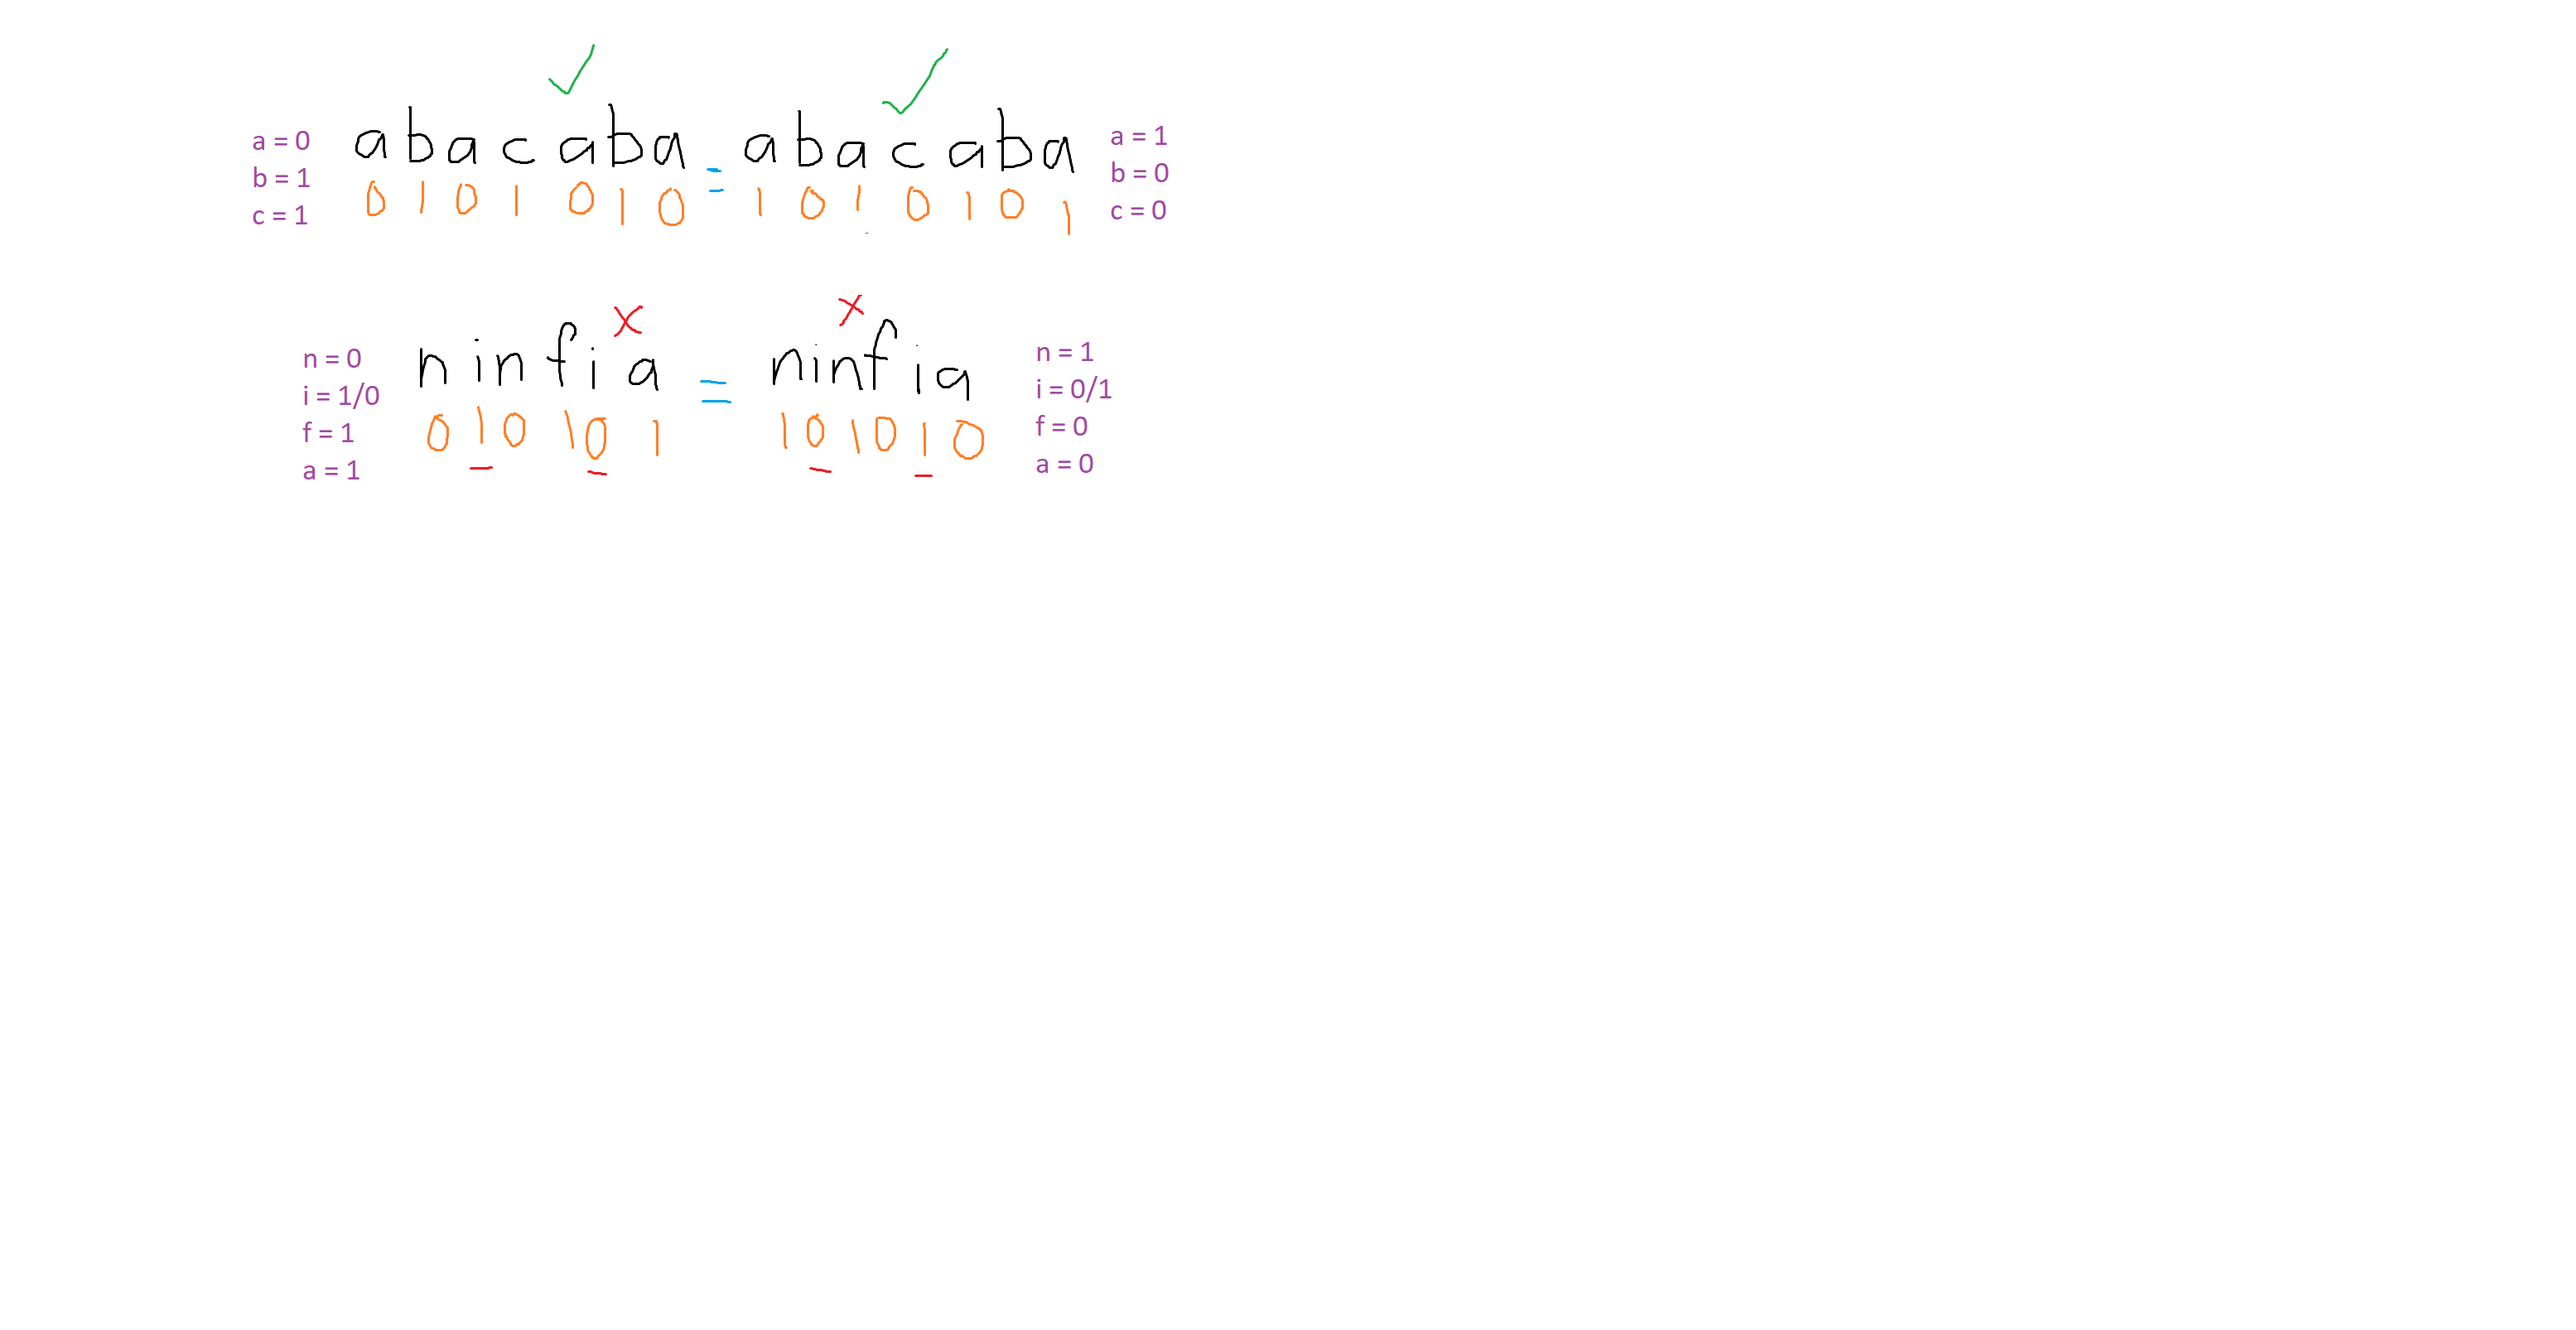 a = 0 abacaba = abacaba a = 1
b = 1 0101010 1010101 b = 0
c = 1 c = 0
x x
n = 0 ninfia = ninfia n = 1
i = 1/0 i = 0/1
f = 1 010101 101010 f = 0
a = 1 a = 0